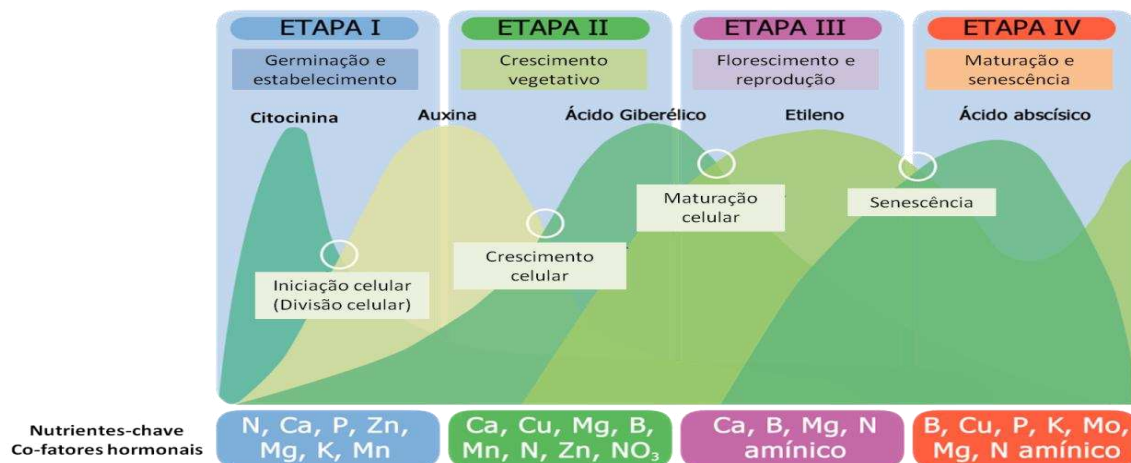 ETAPA I
ETAPA II
ETAPA III
ETAPA IV
Germinação e
estabelecimento
Crescimento
vegetativo
Florescimento e
reprodução
Maturação e
senescência
Citocinina
Auxina
Ácido Giberélico
Etileno
Ácido abscísico
Iniciação celular
(Divisão celular)
Crescimento
celular
Maturação
celular
Senescência
Nutrientes-chave
Co-fatores hormonais
N, Ca, P, Zn,
Mg, K, Mn
Ca, Cu, Mg, B,
Mn, N, Zn, NO₃
Ca, B, Mg, N
amínico
B, Cu, P, K, Mo,
Mg, N amínico